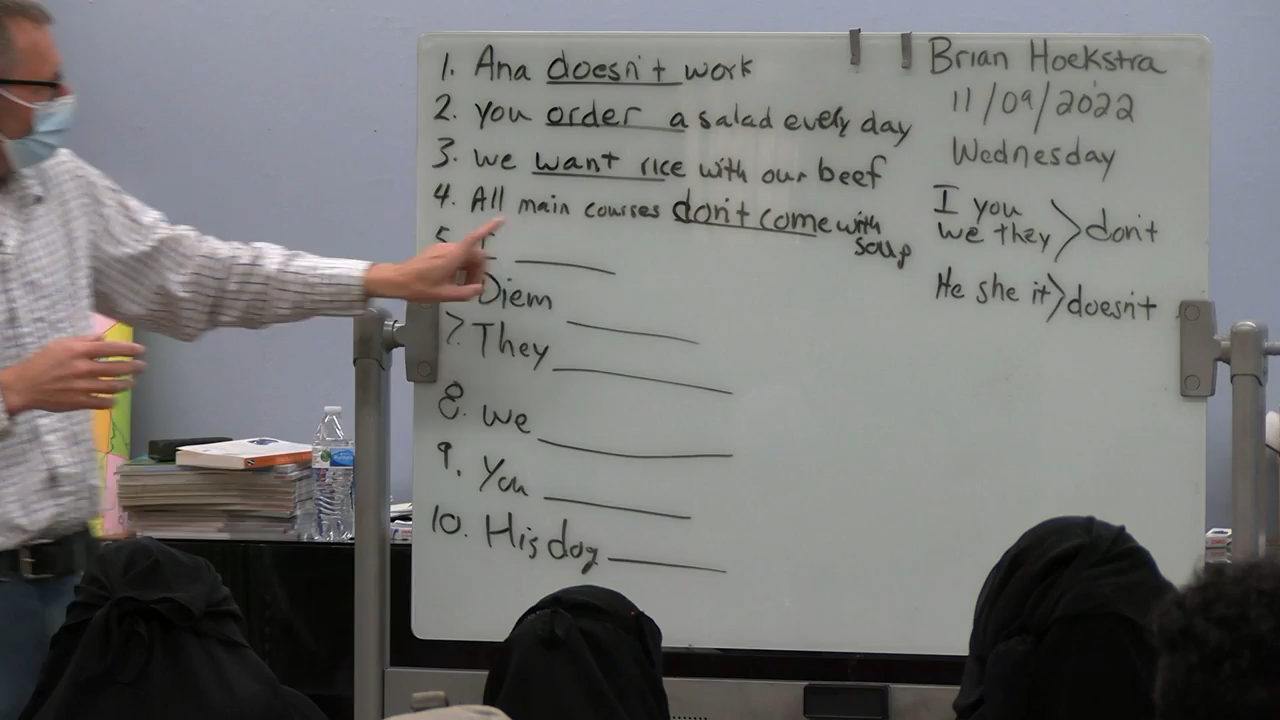 1. Ana doesn't work
2. you order a salad every day
3. we want rice with our beef
4. All main courses don't come with
soup
5.
Diem
7. They
8. we
9. You
10. His dog
Brian Hoekstra
11/09/2022
Wednesday
I you
we they > don't
He she it > doesn't